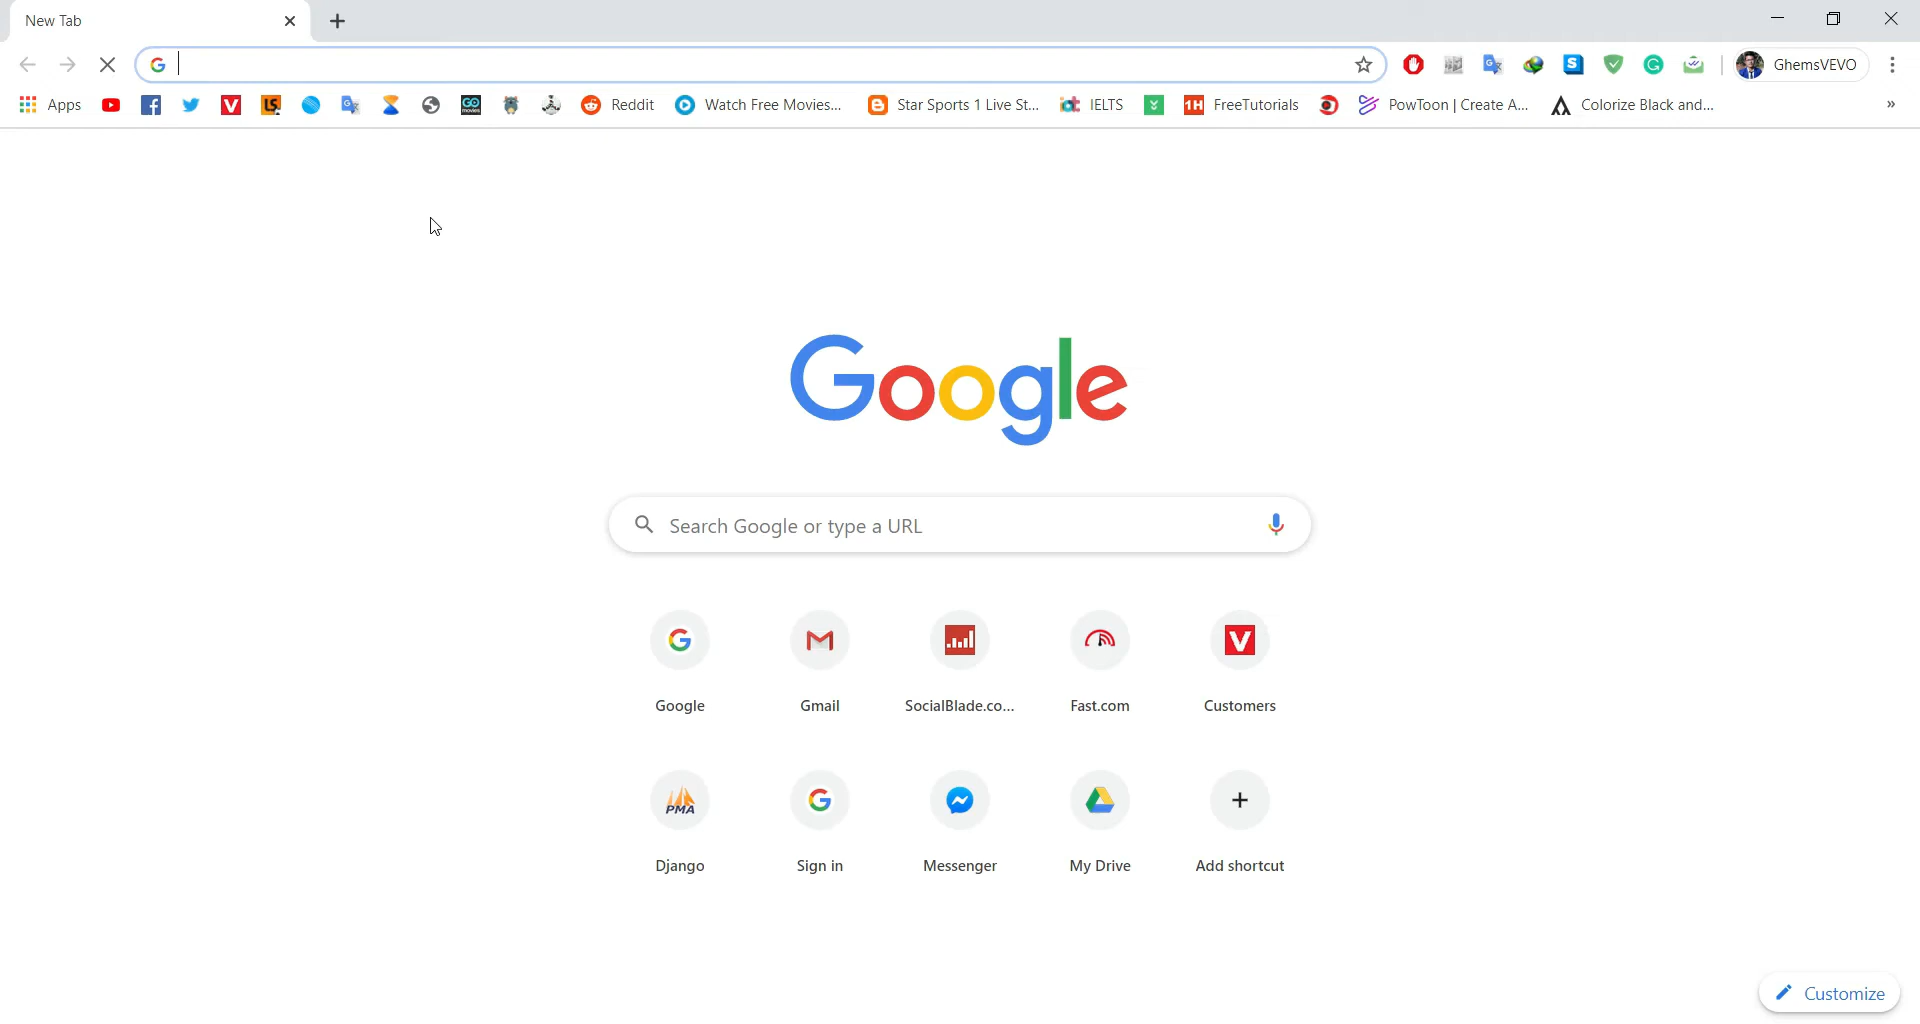 New Tab
GhemsVEVO
Apps Reddit Watch Free Movies... Star Sports 1 Live St... IELTS 1H FreeTutorials PowToon | Create A... Colorize Black and... »
Google
Search Google or type a URL
Google Gmail SocialBlade.co... Fast.com Customers
PMA
Django Sign in Messenger My Drive Add shortcut
Customize